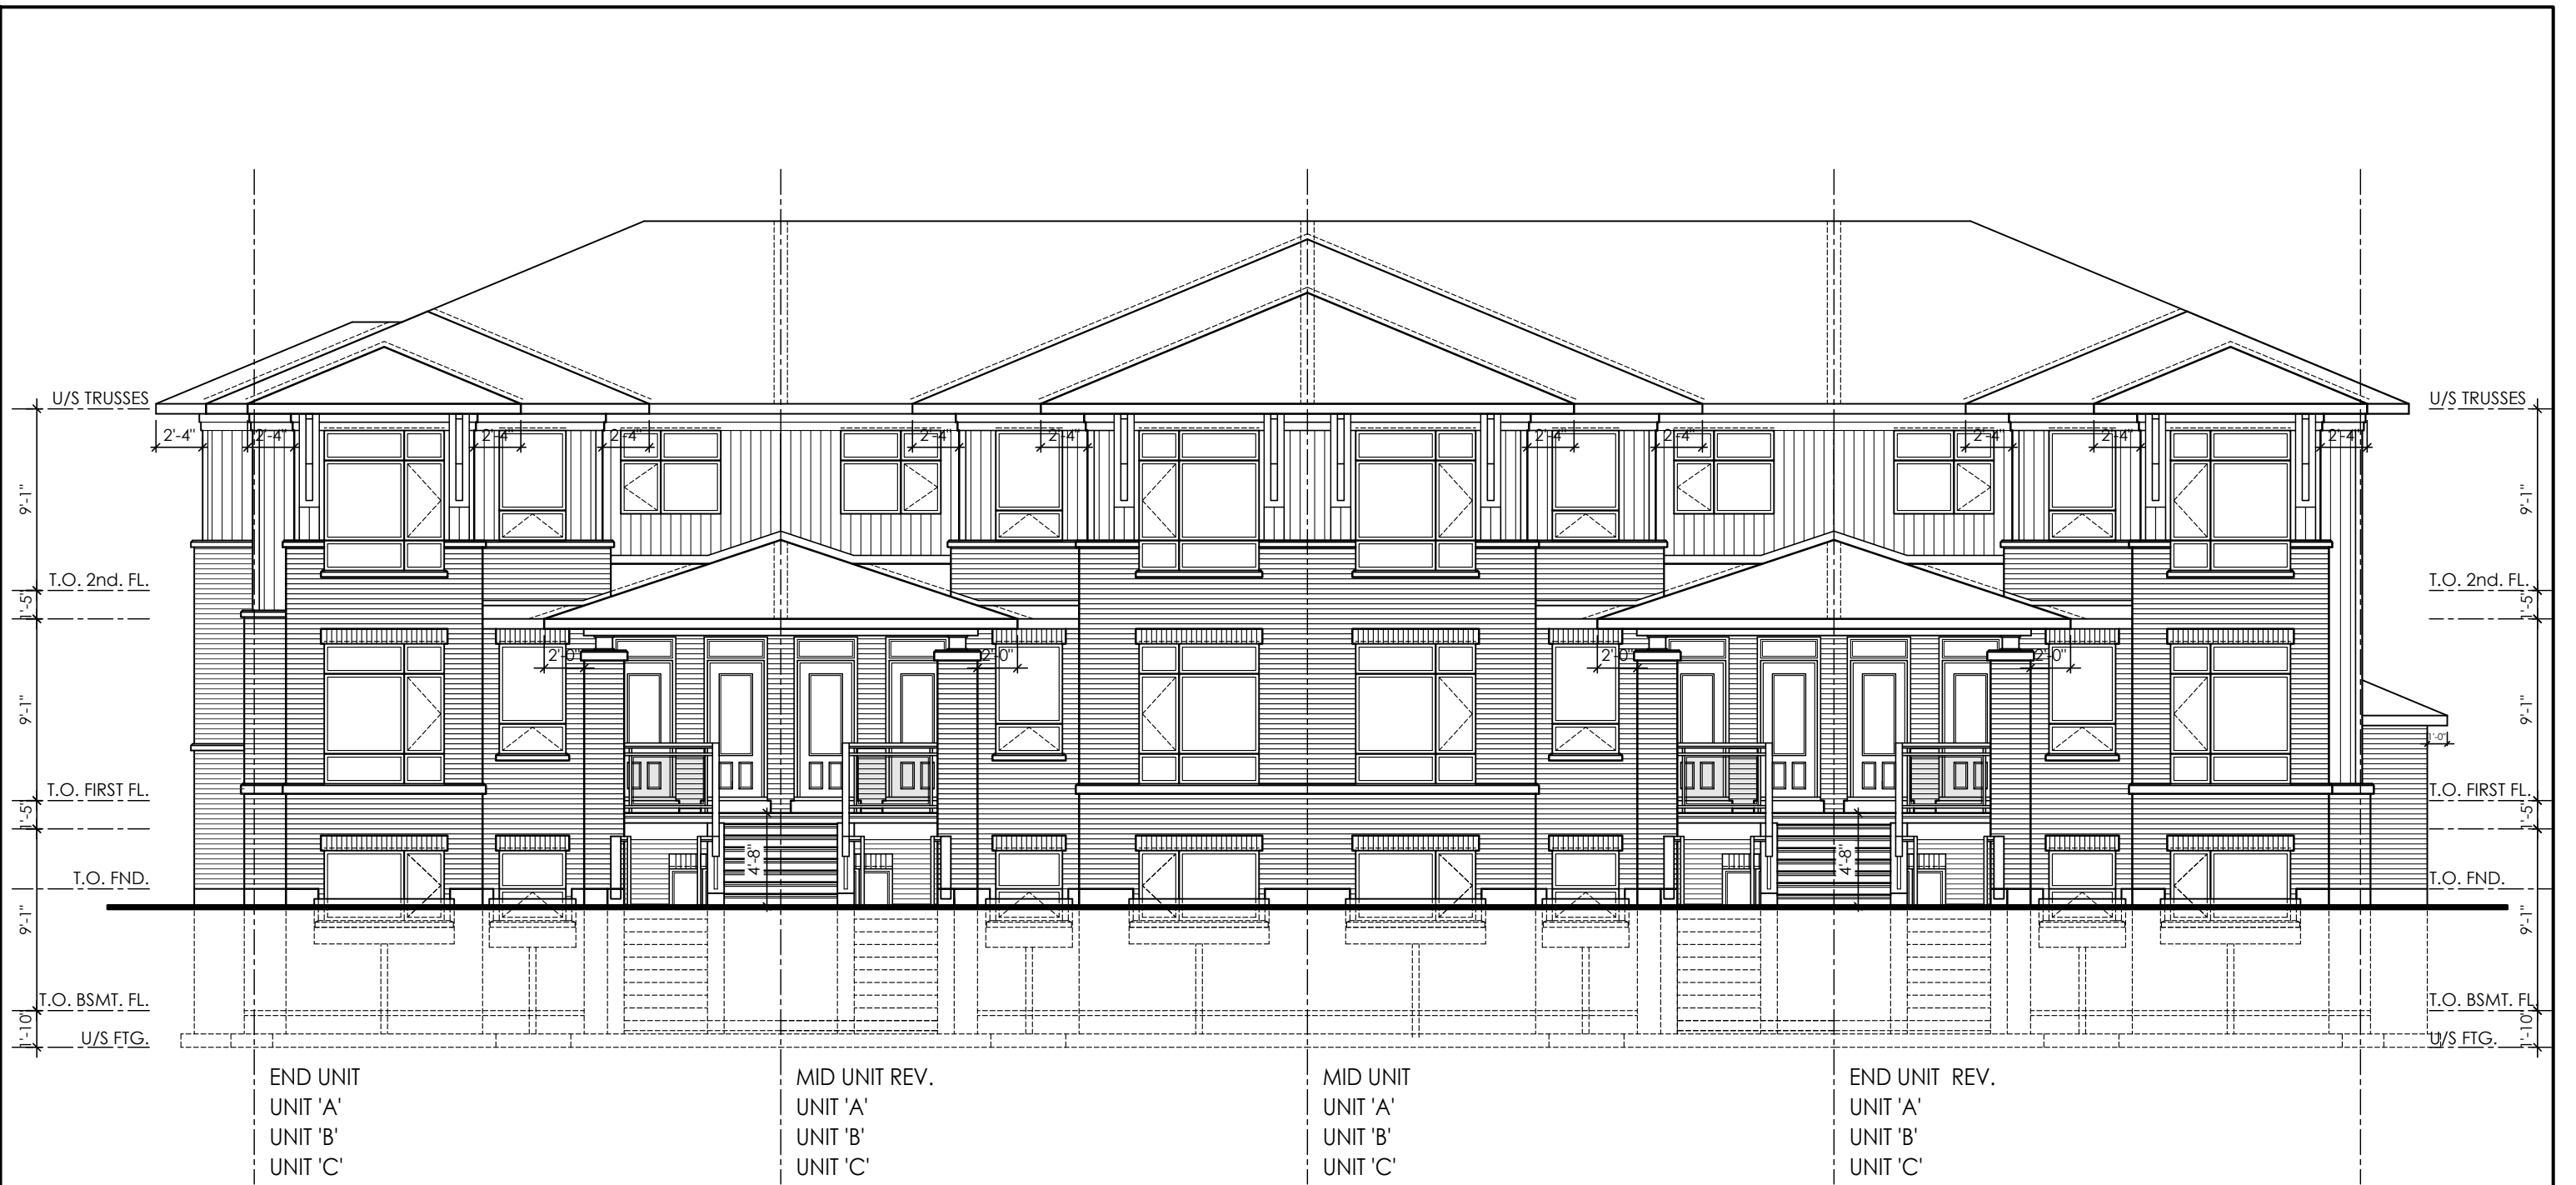 U/S TRUSSES
U/S TRUSSES
2'-4"
2'-4"
2'-4"
2'-4"
2'-4"
2'-4"
2'-4"
2'-4"
2'-4"
2'-4"
2'-4"
9'-1"
9'-1"
T.O. 2nd. FL.
T.O. 2nd. FL.
1'-5"
1'-5"
2'-0"
2'-0"
2'-0"
2'-0"
9'-1"
9'-1"
1'-0"
T.O. FIRST FL.
T.O. FIRST FL.
1'-5"
1'-5"
4'-8"
4'-8"
T.O. FND.
T.O. FND.
9'-1"
9'-1"
T.O. BSMT. FL.
T.O. BSMT. FL.
1'-10"
1'-10"
U/S FTG.
U/S FTG.
END UNIT
UNIT 'A'
UNIT 'B'
UNIT 'C'
MID UNIT REV.
UNIT 'A'
UNIT 'B'
UNIT 'C'
MID UNIT
UNIT 'A'
UNIT 'B'
UNIT 'C'
END UNIT REV.
UNIT 'A'
UNIT 'B'
UNIT 'C'